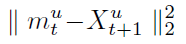 ∥ m_t^u − X_{t+1}^u ∥_2^2